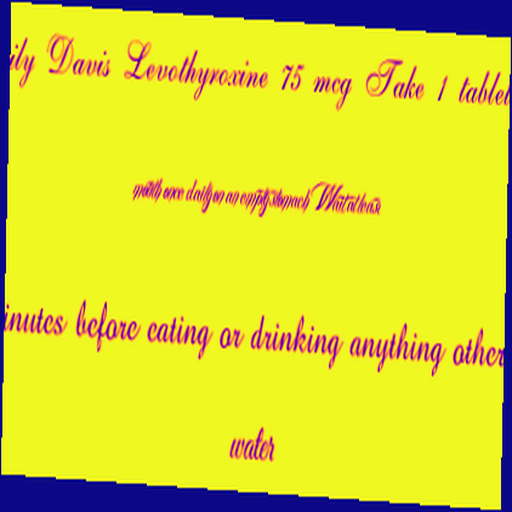 ily Davis Levothyroxine 75 mcg Take 1 tablet
mouth once daily on an empty stomach Wait at least
inutes before eating or drinking anything other
water